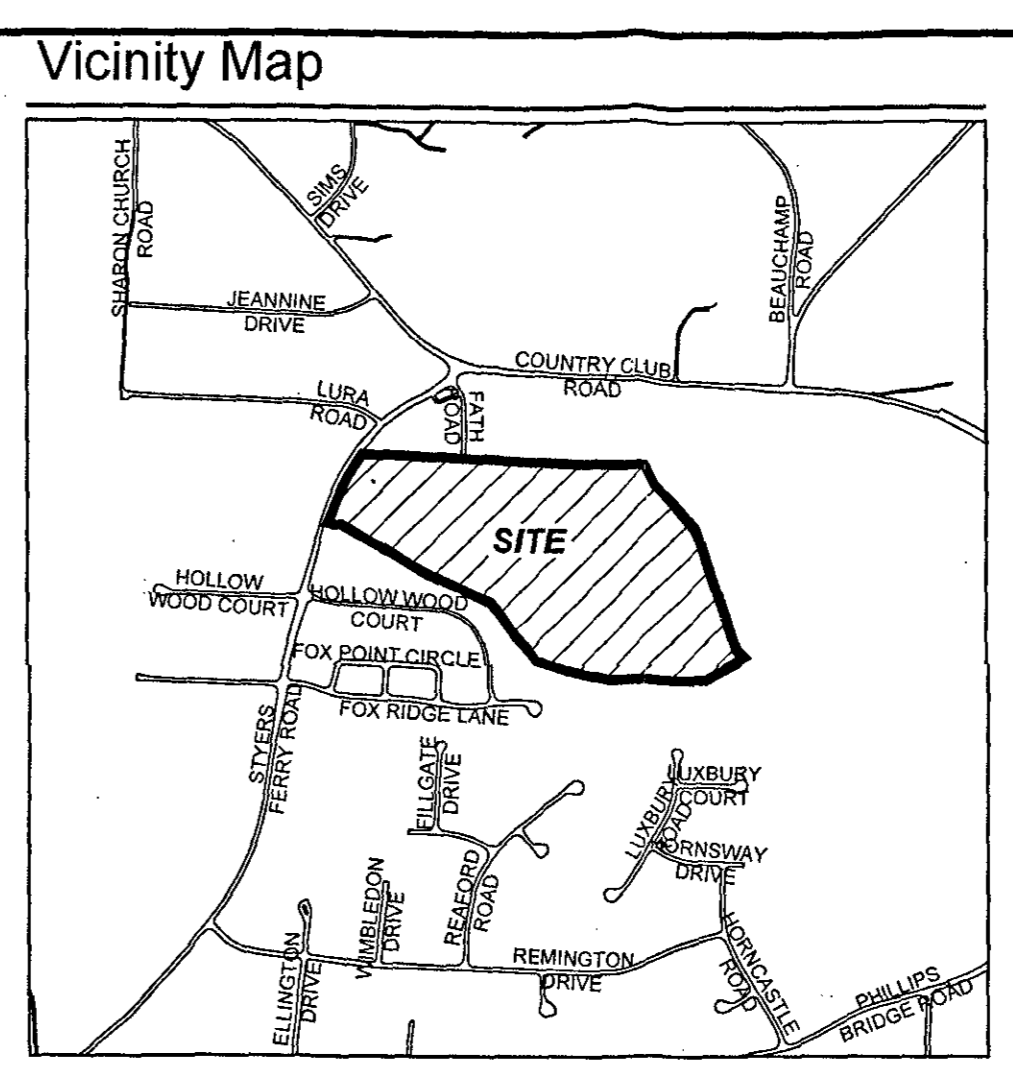 Vicinity Map
SHARON CHURCH
ROAD
SIMS
DRIVE
BEAUCHAMP
ROAD
JEANNINE
DRIVE
COUNTRY CLUB
ROAD
LURA
ROAD
FATH
ROAD
SITE
HOLLOW
WOOD COURT
HOLLOW WOOD
COURT
FOX POINT CIRCLE
FOX RIDGE LANE
STYERS
FERRY ROAD
FILLGATE
DRIVE
LUXBURY
COURT
LUXBURY
ROAD
HORNSWAY
DRIVE
WIMBLEDON
DRIVE
REAFORD
ROAD
REMINGTON
DRIVE
ELLINGTON
DRIVE
HORNCASTLE
ROAD
PHILLIPS
BRIDGE ROAD